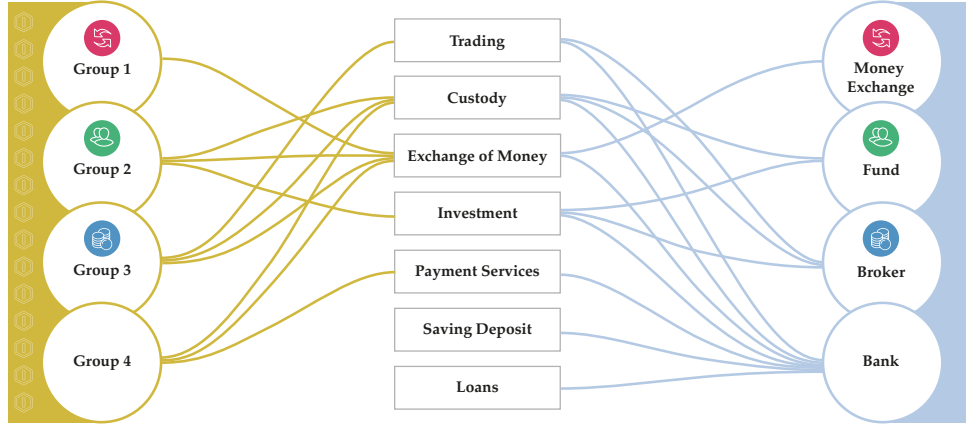 Group 1
Group 2
Group 3
Group 4
Trading
Custody
Exchange of Money
Investment
Payment Services
Saving Deposit
Loans
Money
Exchange
Fund
Broker
Bank